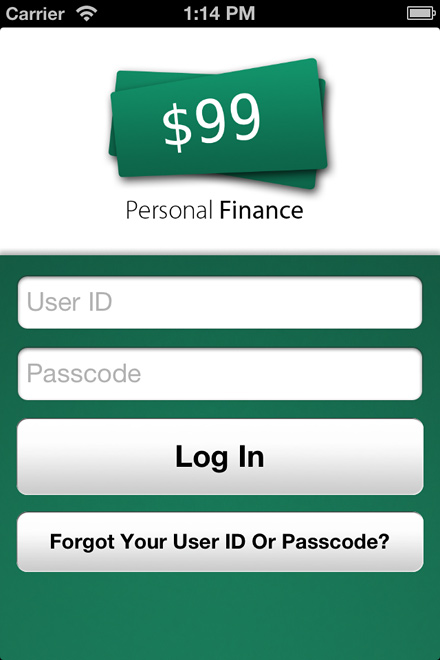 Carrier 1:14 PM
$99
Personal Finance
User ID
Passcode
Log In
Forgot Your User ID Or Passcode?